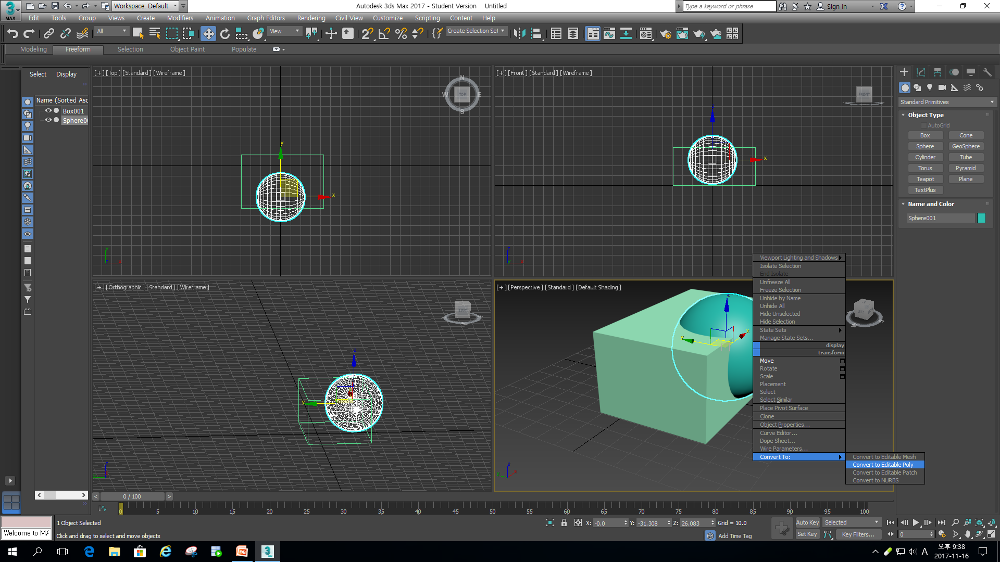 Workspace: Default
Autodesk 3ds Max 2017 - Student Version Untitled
Type a keyword or phrase
Sign In
MAX
Edit Tools Group Views Create Modifiers Animation Graph Editors Rendering Civil View Customize Scripting Content Help
All
View
Create Selection Set
Modeling Freeform Selection Object Paint Populate
Select Display
Name (Sorted Asc
Box001
Sphere00
[+] [Top] [Standard] [Wireframe]
N
W TOP E
S
y
x
[+] [Front] [Standard] [Wireframe]
FRONT
z
x
[+] [Orthographic] [Standard] [Wireframe]
LEFT
z
y
[+] [Perspective] [Standard] [Default Shading]
LEFT
y
x
Viewport Lighting and Shadows
Isolate Selection
End Isolate
Unfreeze All
Freeze Selection
Unhide by Name
Unhide All
Hide Unselected
Hide Selection
State Sets
Manage State Sets...
display
transform
Move
Rotate
Scale
Placement
Select
Select Similar
Place Pivot Surface
Clone
Object Properties...
Curve Editor...
Dope Sheet...
Wire Parameters...
Convert To:
Convert to Editable Mesh
Convert to Editable Poly
Convert to Editable Patch
Convert to NURBS
Standard Primitives
Object Type
AutoGrid
Box Cone
Sphere GeoSphere
Cylinder Tube
Torus Pyramid
Teapot Plane
TextPlus
Name and Color
Sphere001
0 / 100
0 5 10 15 20 25 30 35 40 45 50 55 60 65 70 75 80 85 90 95 100
1 Object Selected
X: -0.0 Y: -31.308 Z: 26.083 Grid = 10.0
Auto Key Selected
Welcome to MA
Click and drag to select and move objects
Add Time Tag
Set Key Key Filters...
0
A
오후 9:38
2017-11-16